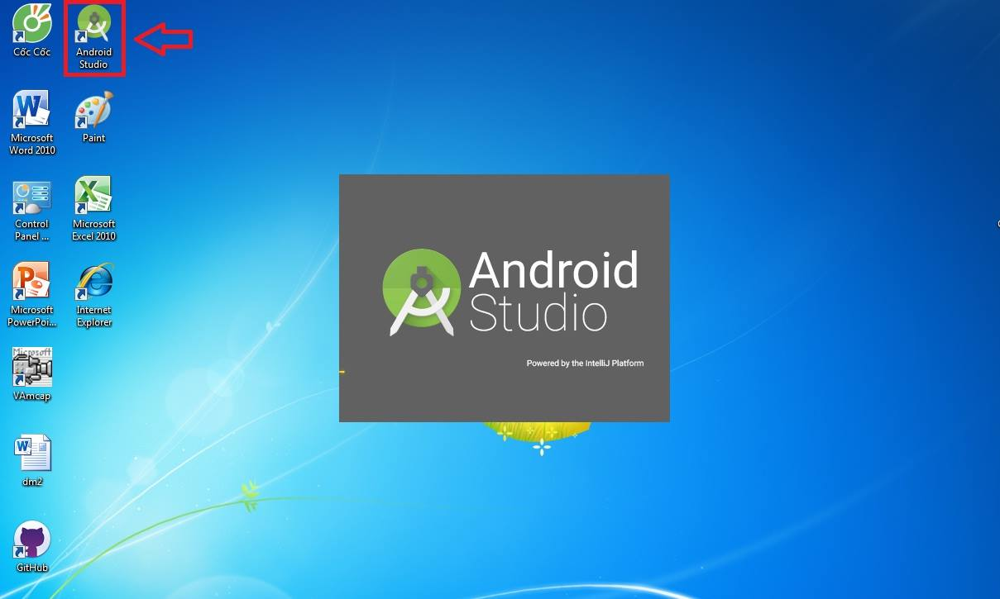 Cốc Cốc
Android
Studio
Microsoft
Word 2010
Paint
Control
Panel ...
Microsoft
Excel 2010
Microsoft
PowerPoi...
Internet
Explorer
Microsoft
VAmcap
dm2
GitHub
Android
Studio
Powered by the IntelliJ Platform